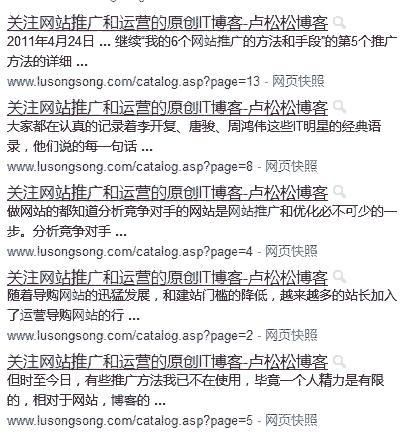 关注网站推广和运营的原创IT博客-卢松松博客
2011年4月24日 ... 继续“我的6个网站推广的方法和手段”的第5个推广
方法的详细 ...
www.lusongsong.com/catalog.asp?page=13 - 网页快照
关注网站推广和运营的原创IT博客-卢松松博客
大家都在认真的记录着李开复、唐骏、周鸿伟这些IT明星的经典语
录，他们说的每一句话 ...
www.lusongsong.com/catalog.asp?page=8 - 网页快照
关注网站推广和运营的原创IT博客-卢松松博客
做网站的都知道分析竞争对手的网站是网站推广和优化必不可少的一
步。分析竞争对手 ...
www.lusongsong.com/catalog.asp?page=4 - 网页快照
关注网站推广和运营的原创IT博客-卢松松博客
随着导购网站的迅猛发展，和建站门槛的降低，越来越多的站长加入
了运营导购网站的行 ...
www.lusongsong.com/catalog.asp?page=2 - 网页快照
关注网站推广和运营的原创IT博客-卢松松博客
但时至今日，有些推广方法我已不在使用，毕竟一个人精力是有限
的，相对于网站，博客的 ...
www.lusongsong.com/catalog.asp?page=5 - 网页快照